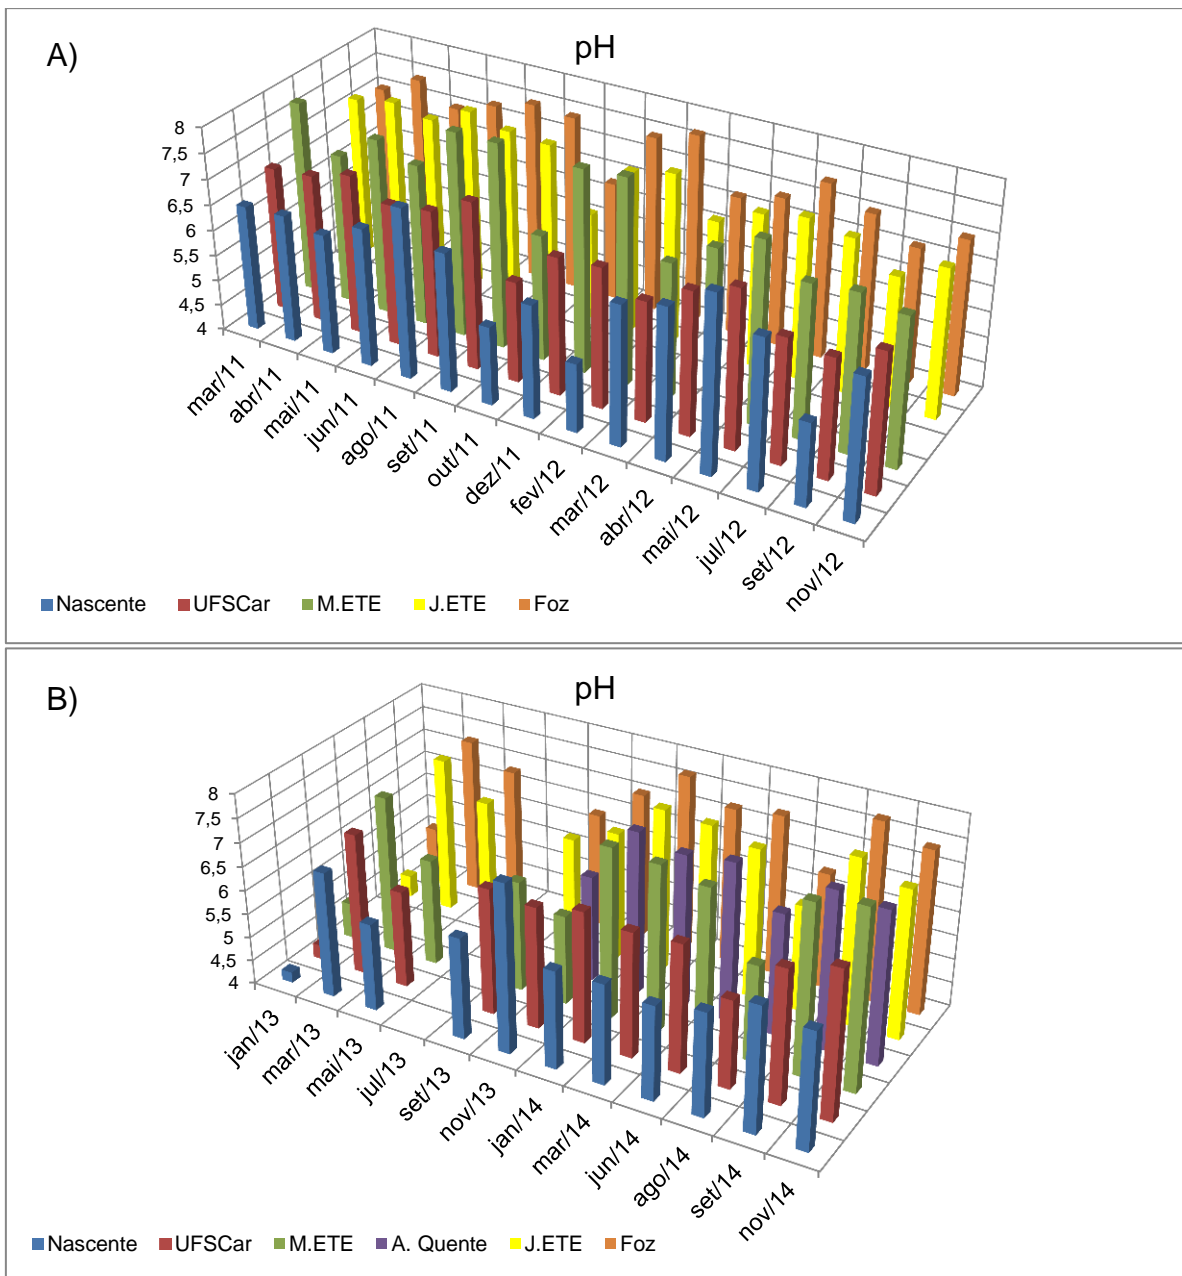 A)
pH
8
7,5
7
6,5
6
5,5
5
4,5
4
mar/11
abr/11
mai/11
jun/11
ago/11
set/11
out/11
dez/11
fev/12
mar/12
abr/12
mai/12
jul/12
set/12
nov/12
Nascente UFSCar M.ETE J.ETE Foz
B)
pH
8
7,5
7
6,5
6
5,5
5
4,5
4
jan/13
mar/13
mai/13
jul/13
set/13
nov/13
jan/14
mar/14
jun/14
ago/14
set/14
nov/14
Nascente UFSCar M.ETE A. Quente J.ETE Foz